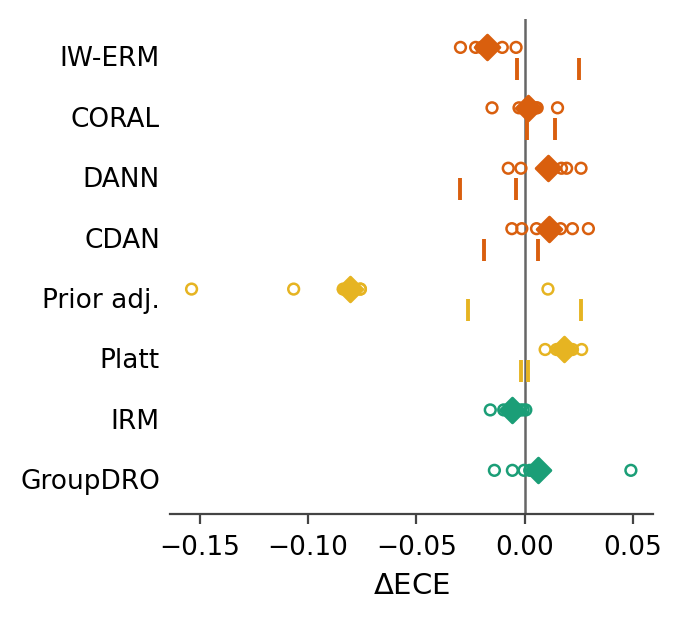 IW-ERM
CORAL
DANN
CDAN
Prior adj.
Platt
IRM
GroupDRO
−0.15 −0.10 −0.05 0.00 0.05
ΔECE